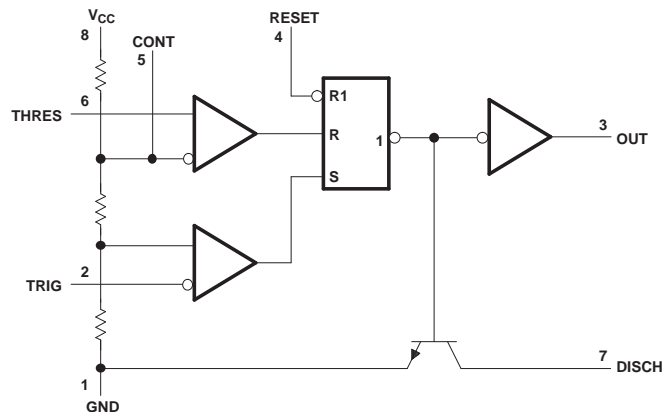 VCC
8
CONT
5
RESET
4
6
THRES
R1
R
1
S
3
OUT
2
TRIG
7
DISCH
1
GND